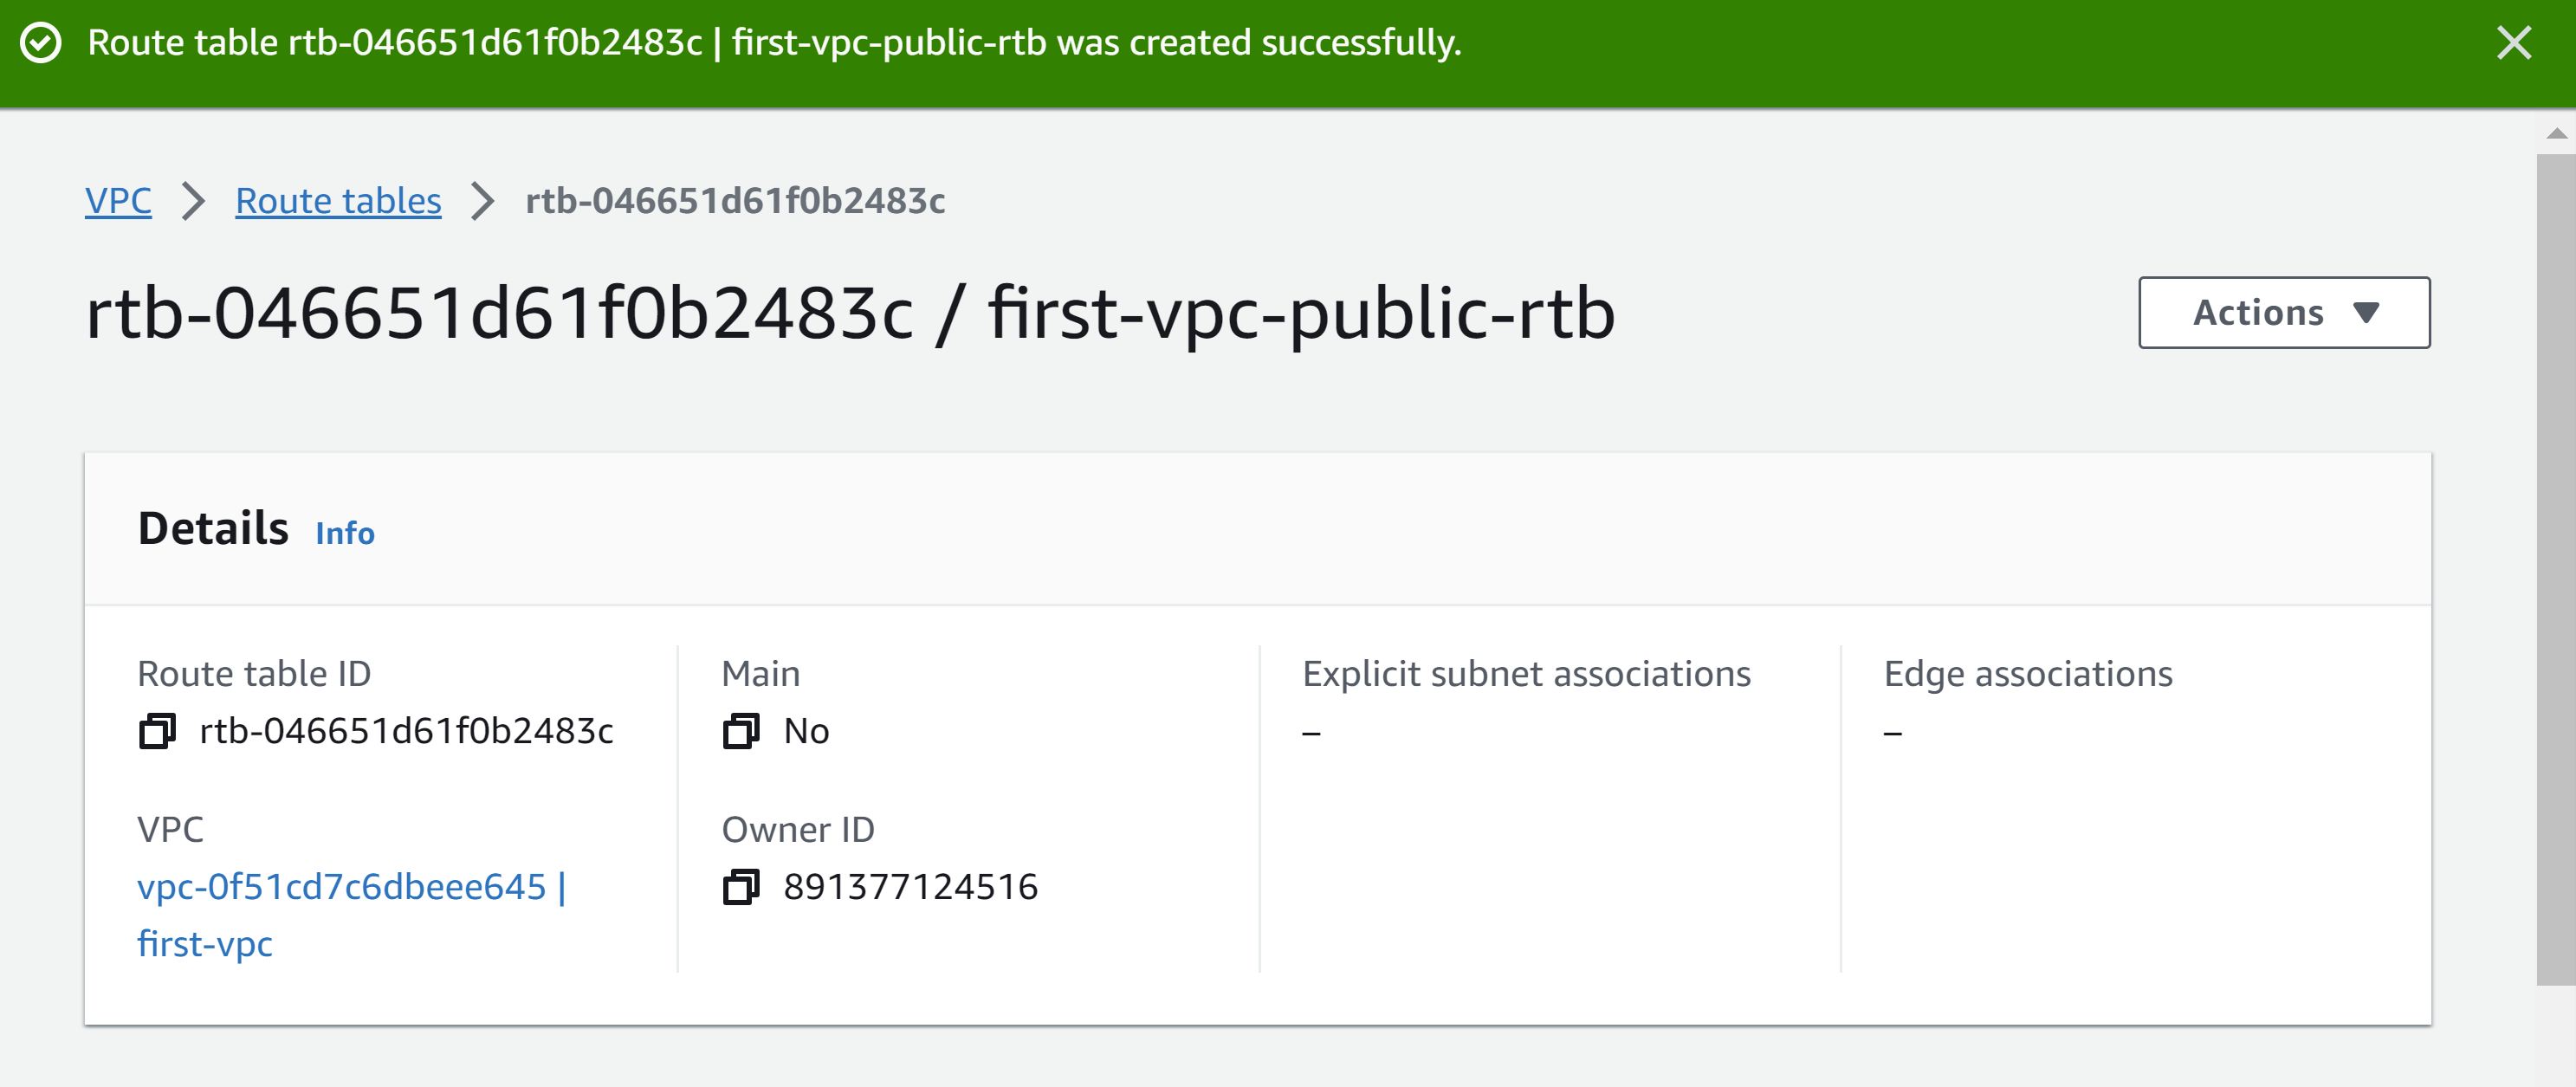 Route table rtb-046651d61f0b2483c | first-vpc-public-rtb was created successfully.
VPC > Route tables > rtb-046651d61f0b2483c
rtb-046651d61f0b2483c / first-vpc-public-rtb
Actions
Details Info
Route table ID
rtb-046651d61f0b2483c
Main
No
Explicit subnet associations
–
Edge associations
–
VPC
vpc-0f51cd7c6dbeee645 |
first-vpc
Owner ID
891377124516